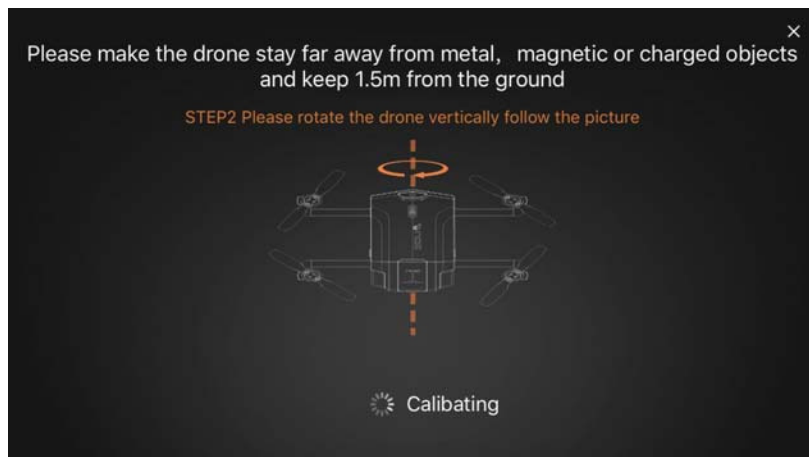 Please make the drone stay far away from metal, magnetic or charged objects
and keep 1.5m from the ground
STEP2 Please rotate the drone vertically follow the picture
Calibating